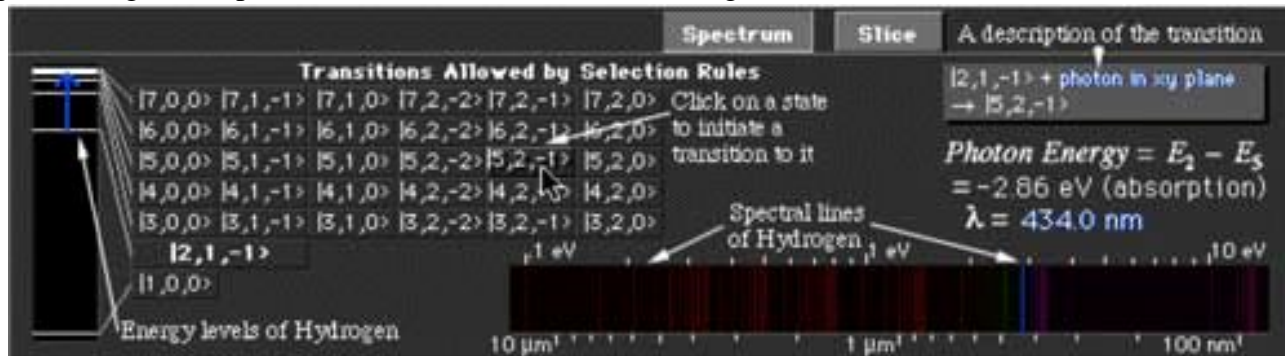 Spectrum Slice A description of the transition
Transitions Allowed by Selection Rules
|2,1,-1> + photon in xy plane
→ |5,2,-1>
|7,0,0> |7,1,-1> |7,1,0> |7,2,-2> |7,2,-1> |7,2,0>
|6,0,0> |6,1,-1> |6,1,0> |6,2,-2> |6,2,-1> |6,2,0>
|5,0,0> |5,1,-1> |5,1,0> |5,2,-2> |5,2,-1> |5,2,0>
|4,0,0> |4,1,-1> |4,1,0> |4,2,-2> |4,2,-1> |4,2,0>
|3,0,0> |3,1,-1> |3,1,0> |3,2,-2> |3,2,-1> |3,2,0>
|2,1,-1>
|1,0,0>
Click on a state
to initiate a
transition to it
Photon Energy = E2 – E5
= -2.86 eV (absorption)
λ = 434.0 nm
Spectral lines
of Hydrogen
.1 eV 1 eV 10 eV
Energy levels of Hydrogen
10 µm 1 µm 100 nm